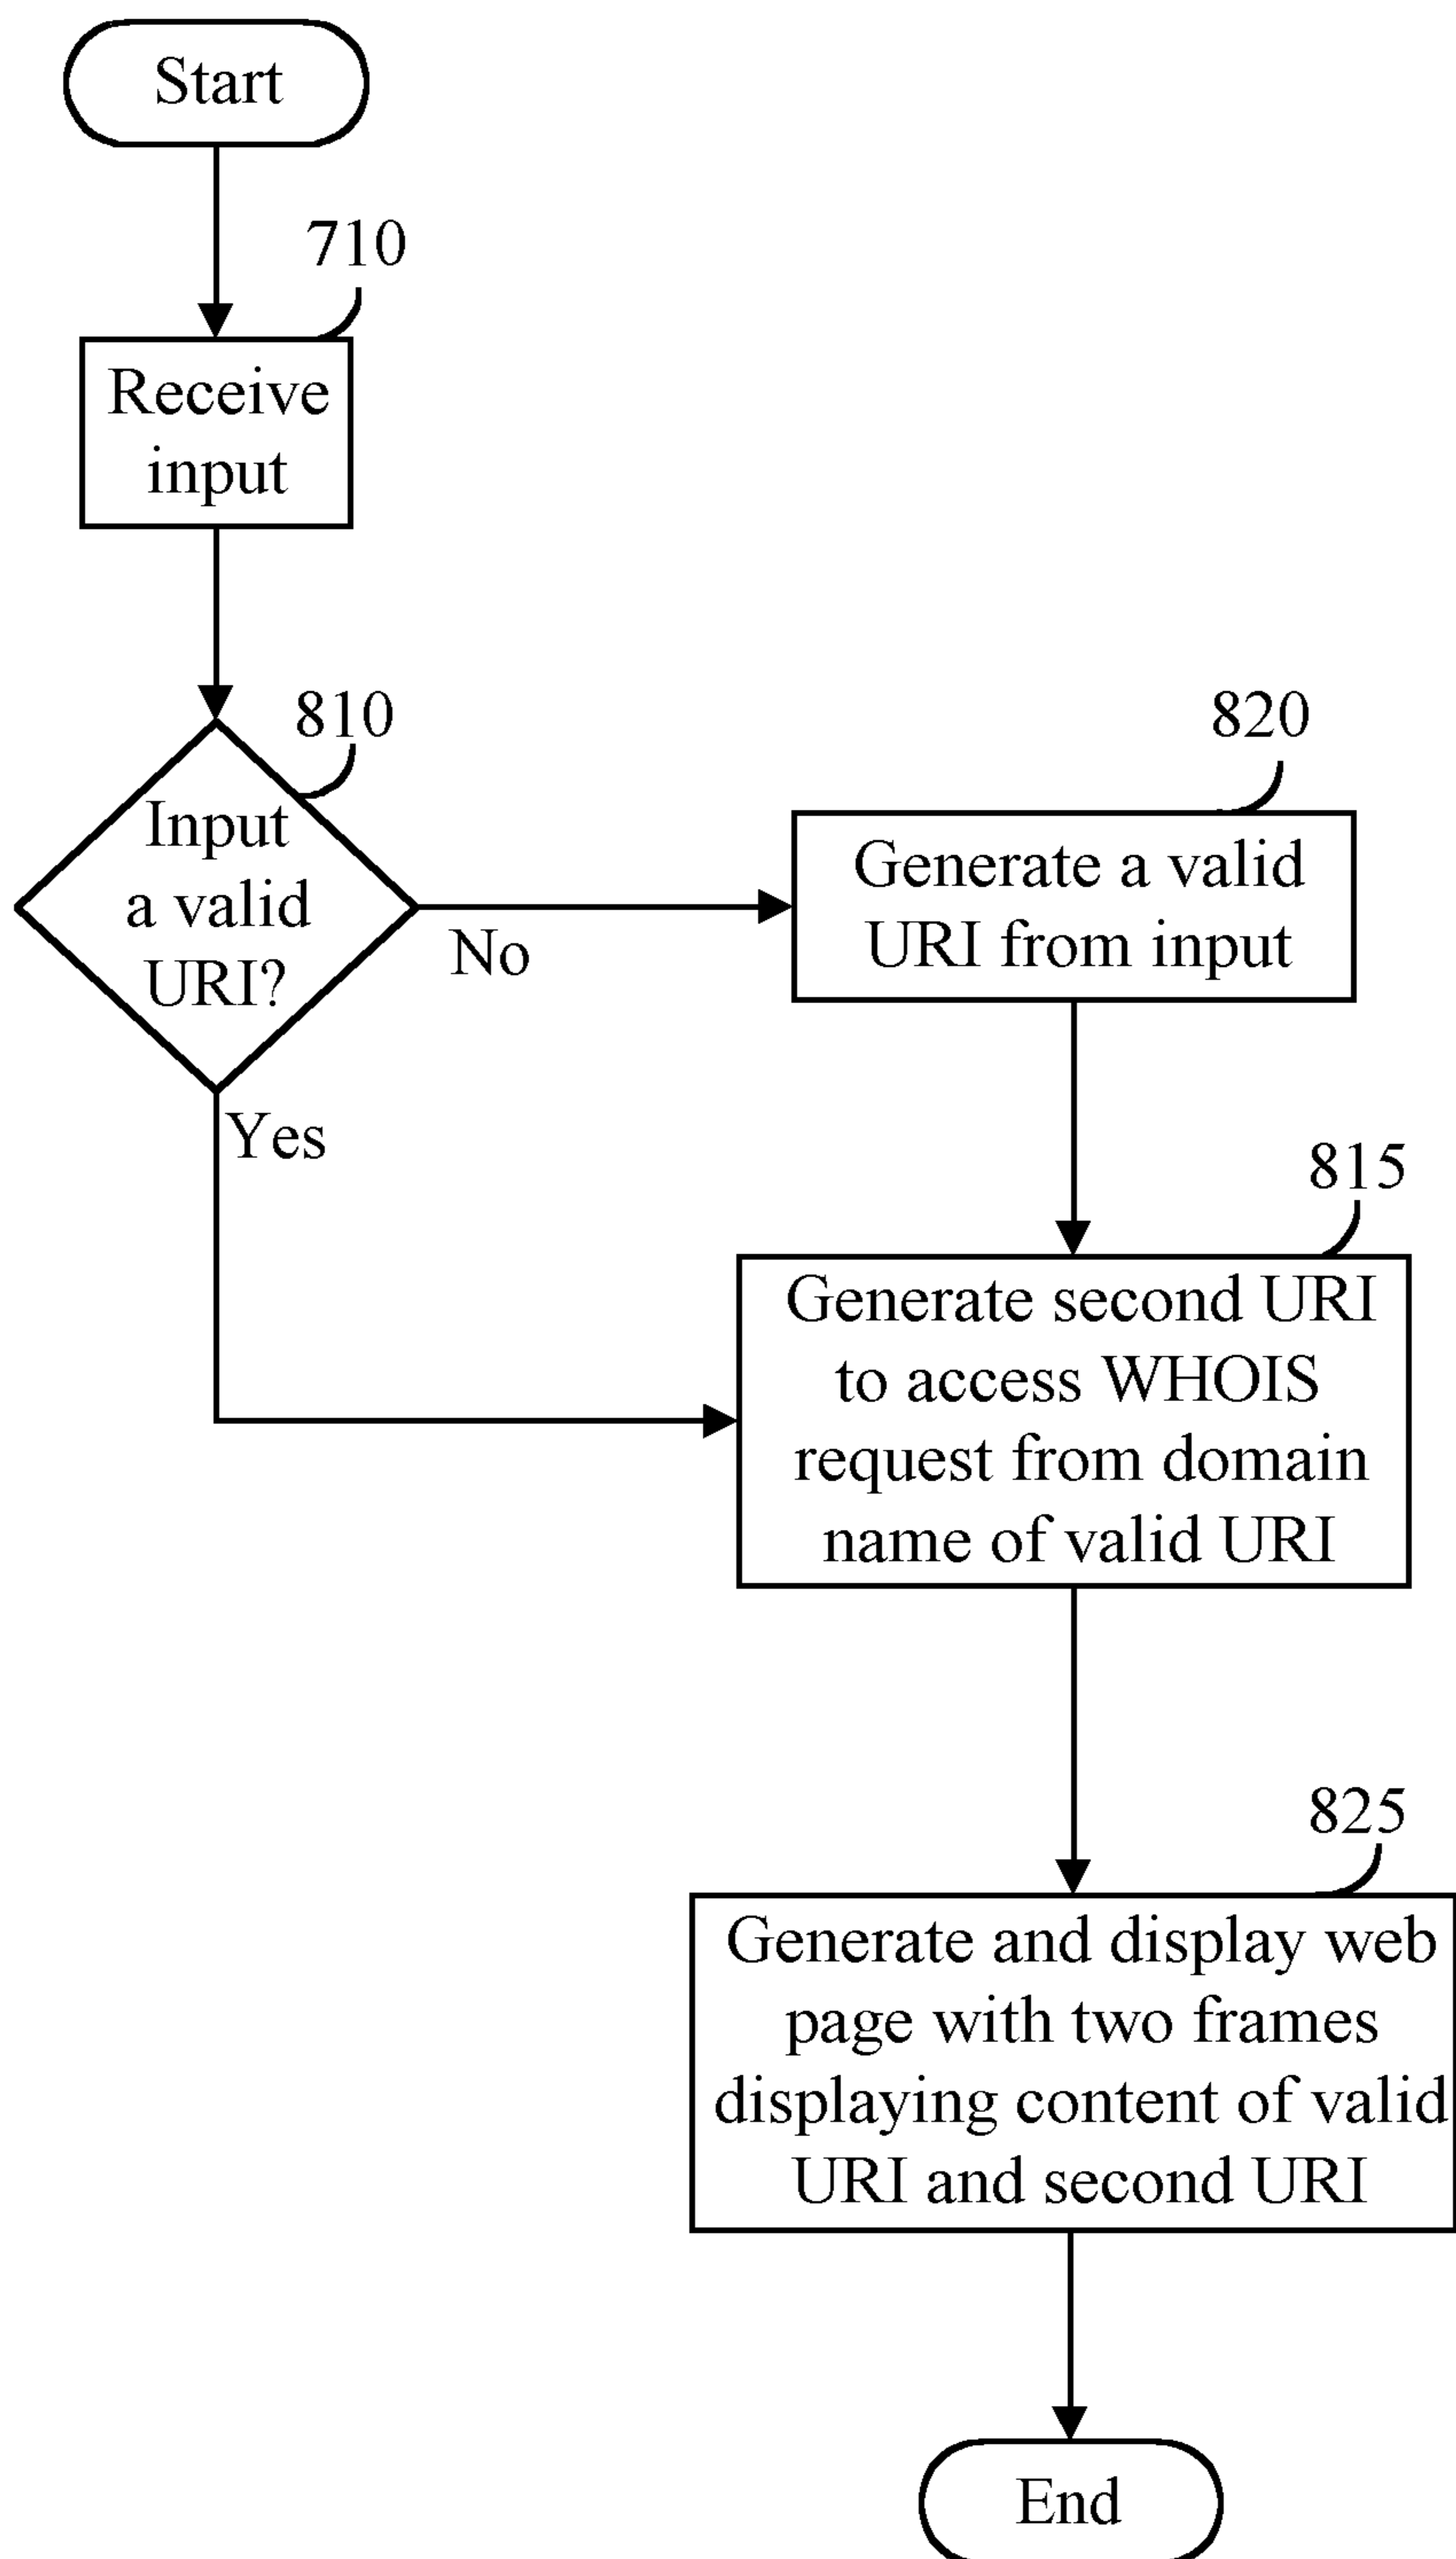 Start
710
Receive
input
810
Input
a valid
URI?
No
Yes
820
Generate a valid
URI from input
815
Generate second URI
to access WHOIS
request from domain
name of valid URI
825
Generate and display web
page with two frames
displaying content of valid
URI and second URI
End